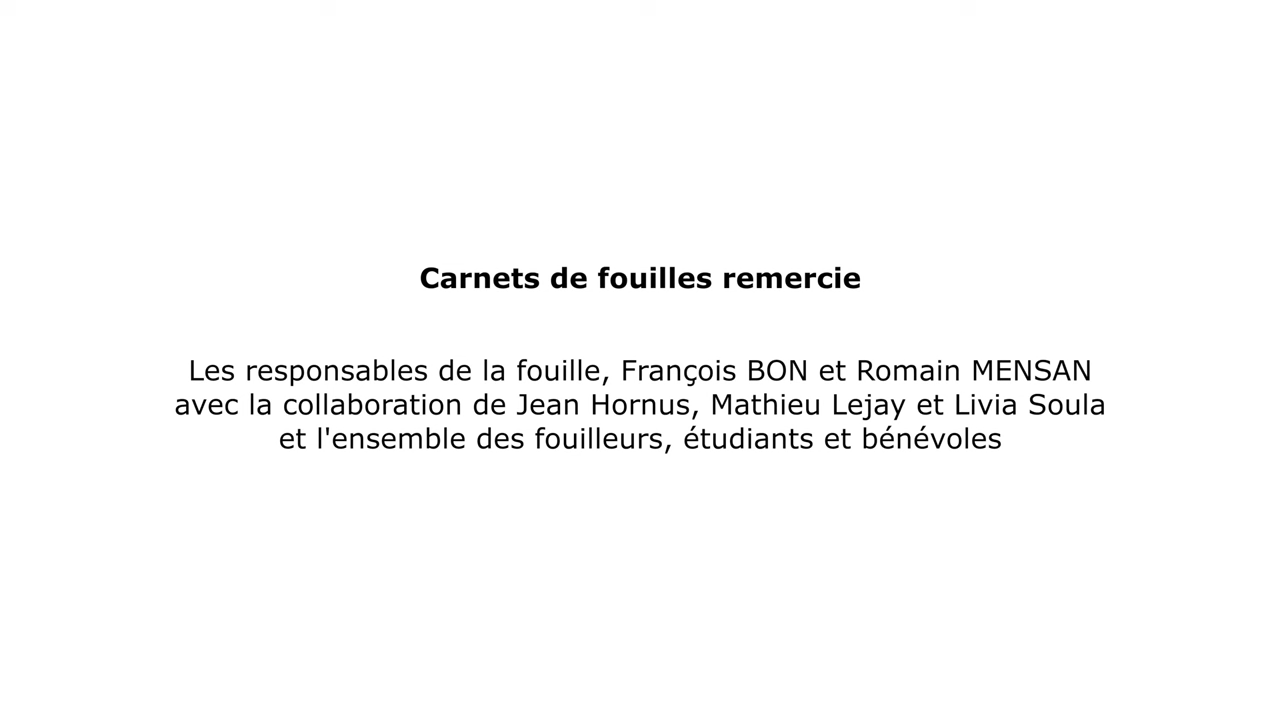 Carnets de fouilles remercie
Les responsables de la fouille, François BON et Romain MENSAN
avec la collaboration de Jean Hornus, Mathieu Lejay et Livia Soula
et l'ensemble des fouilleurs, étudiants et bénévoles